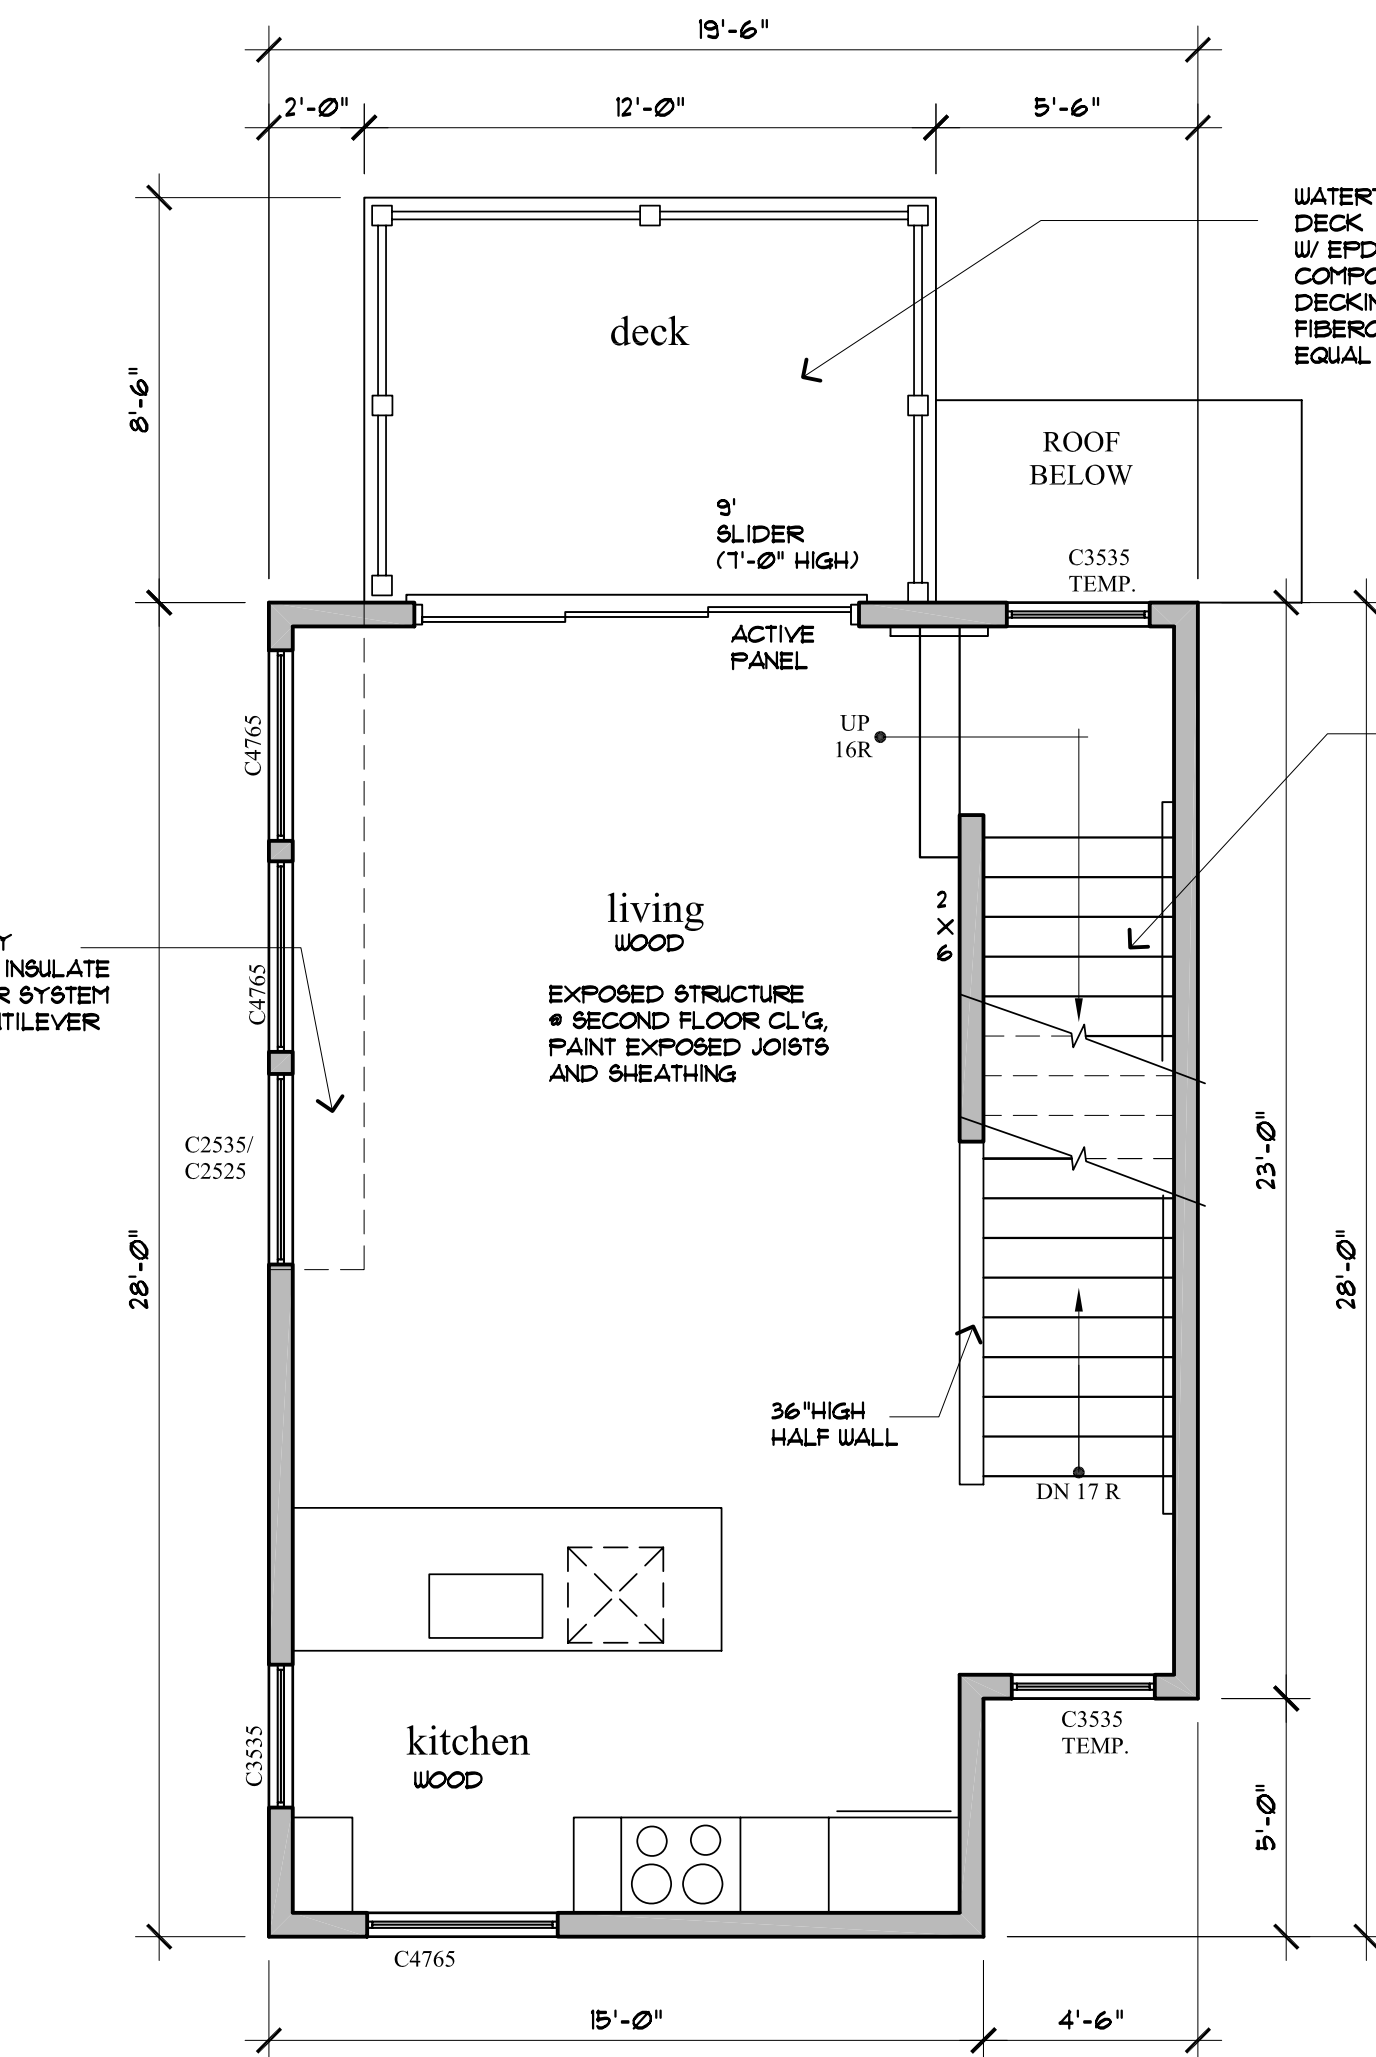 19'-6"
2'-0"
12'-0"
5'-6"
WATER
DECK
W/ EPD
COMPO
DECKIN
FIBERC
EQUAL
deck
8'-6"
ROOF
BELOW
9'
SLIDER
(7'-0" HIGH)
C3535
TEMP.
ACTIVE
PANEL
C4765
UP
16R
2
X
6
living
WOOD
Y
INSULATE
R SYSTEM
TILEVER
C4765
EXPOSED STRUCTURE
@ SECOND FLOOR CL'G,
PAINT EXPOSED JOISTS
AND SHEATHING
C2535/
C2525
23'-0"
28'-0"
28'-0"
36"HIGH
HALF WALL
DN 17 R
kitchen
WOOD
C3535
C3535
TEMP.
5'-0"
C4765
15'-0"
4'-6"